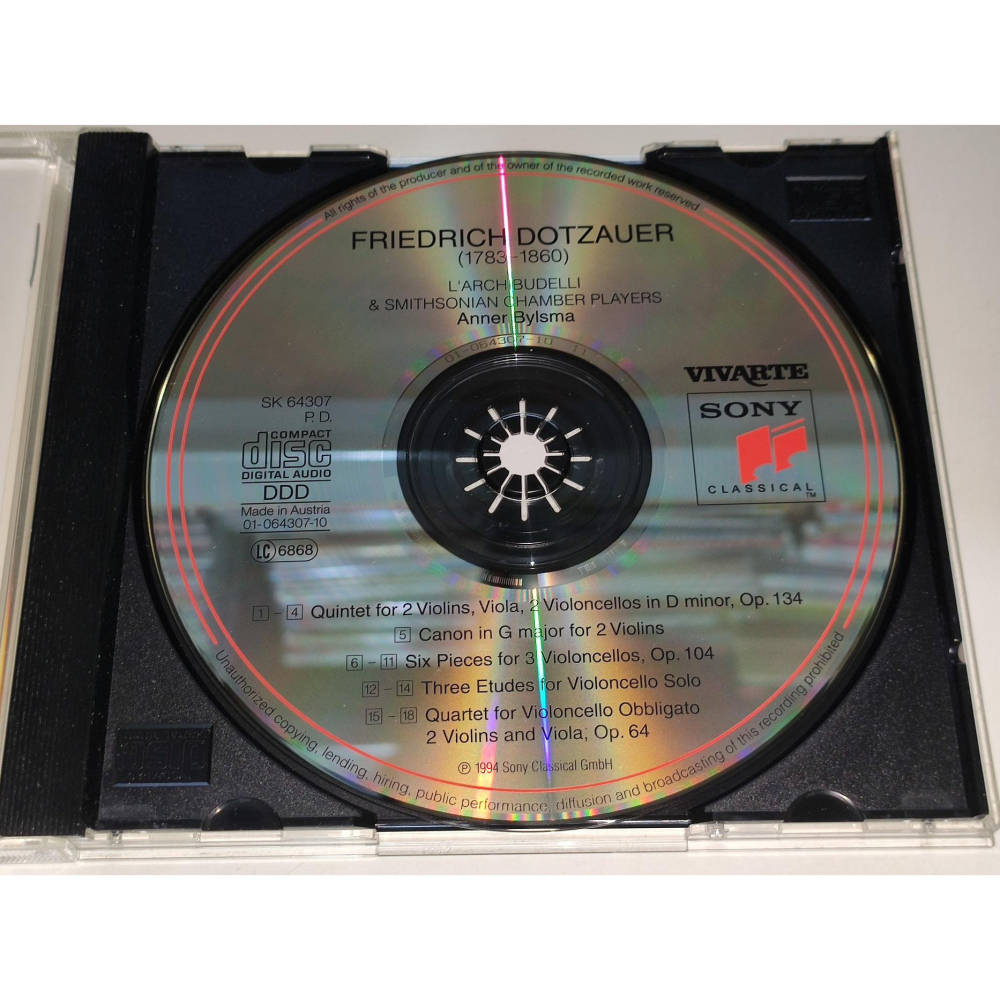 All rights of the producer and of the owner of the recorded work reserved
FRIEDRICH DOTZAUER
(1783-1860)
L'ARCHIBUDELLI
& SMITHSONIAN CHAMBER PLAYERS
Anner Bylsma
01-064307-10 11
VIVARTE
SONY
CLASSICAL™
SK 64307
P. D.
COMPACT
disc
DIGITAL AUDIO
DDD
Made in Austria
01-064307-10
LC 6868
1 - 4 Quintet for 2 Violins, Viola, 2 Violoncellos in D minor, Op. 134
5 Canon in G major for 2 Violins
6 - 11 Six Pieces for 3 Violoncellos, Op. 104
12 - 14 Three Etudes for Violoncello Solo
15 - 18 Quartet for Violoncello Obbligato
2 Violins and Viola, Op. 64
℗ 1994 Sony Classical GmbH
Unauthorized copying, lending, hiring, public performance, diffusion and broadcasting of this recording prohibited